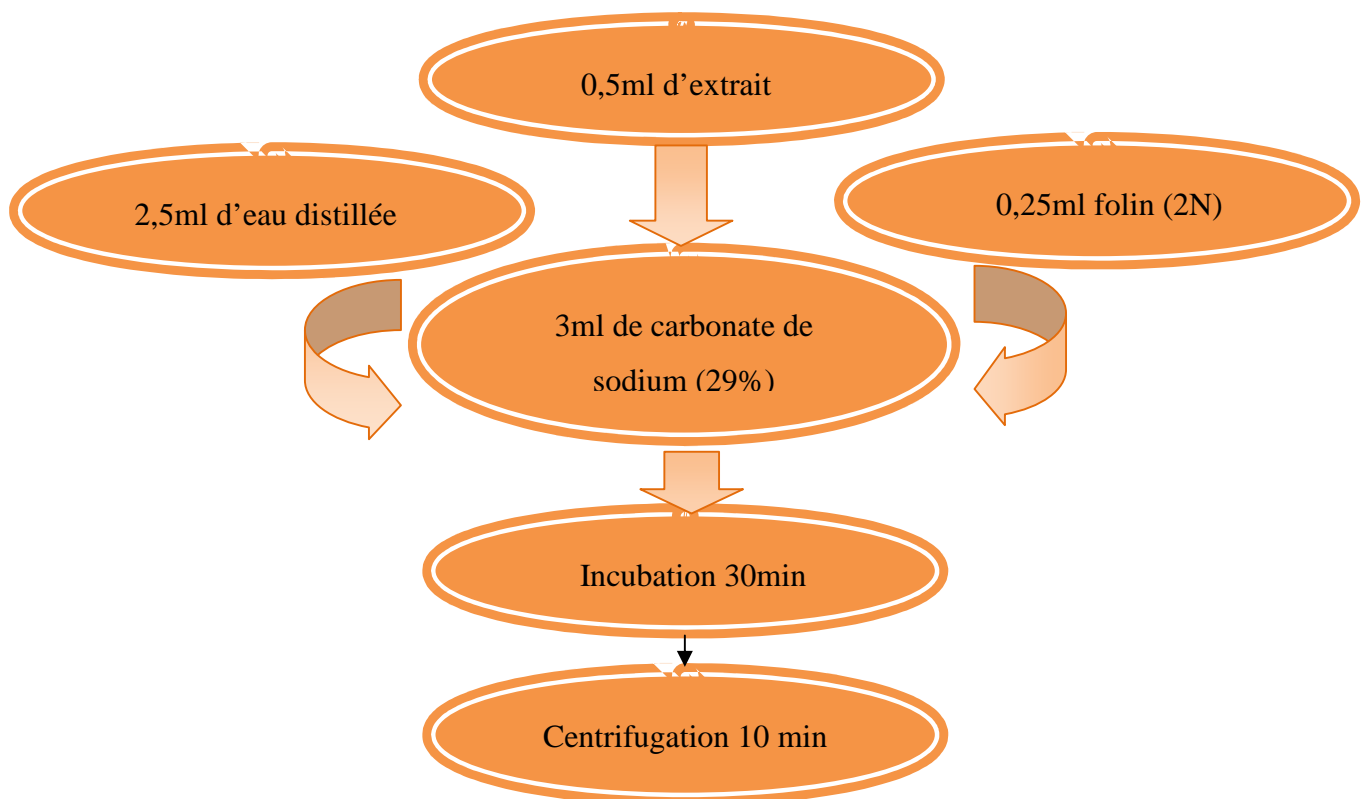 0,5ml d’extrait
2,5ml d’eau distillée
0,25ml folin (2N)
3ml de carbonate de
sodium (29%)
Incubation 30min
Centrifugation 10 min